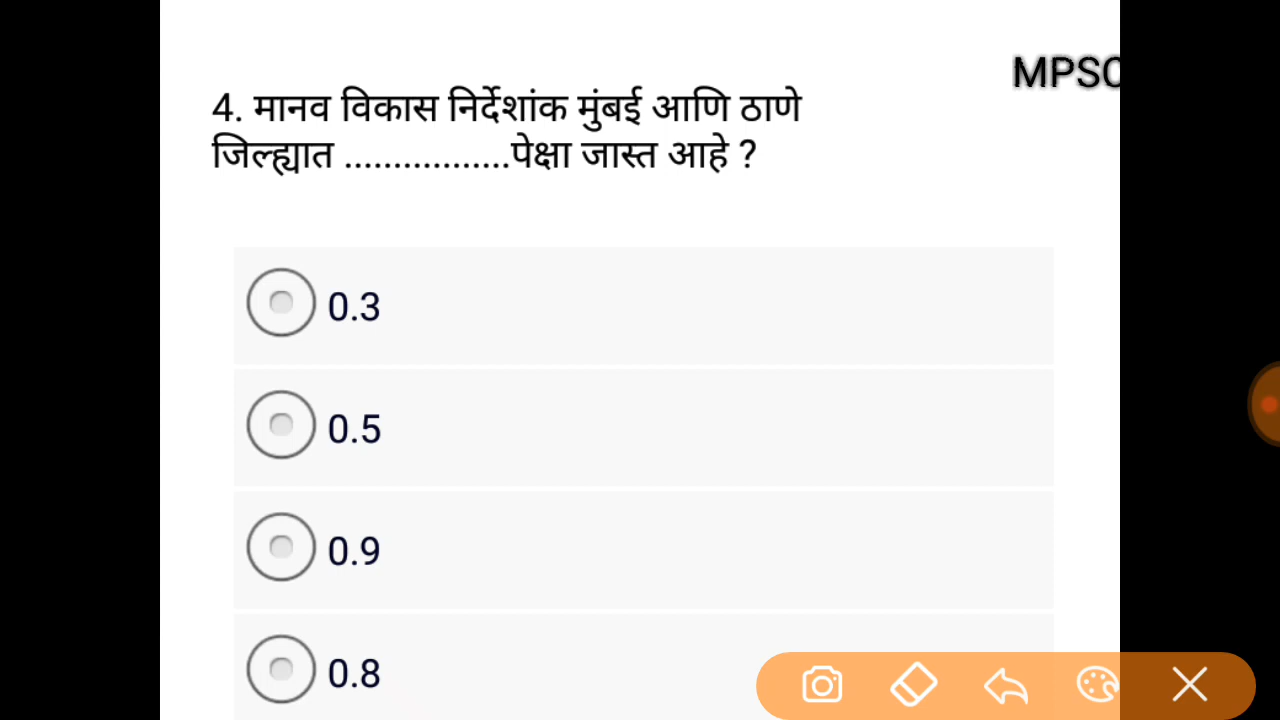 MPSC
4. मानव विकास निर्देशांक मुंबई आणि ठाणे
जिल्ह्यात .................पेक्षा जास्त आहे ?
0.3
0.5
0.9
0.8